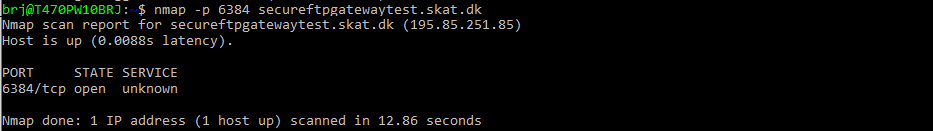 brj@T470PW10BRJ:~$ nmap -p 6384 secureftpgatewaytest.skat.dk
Nmap scan report for secureftpgatewaytest.skat.dk (195.85.251.85)
Host is up (0.0088s latency).
PORT     STATE SERVICE
6384/tcp open  unknown
Nmap done: 1 IP address (1 host up) scanned in 12.86 seconds